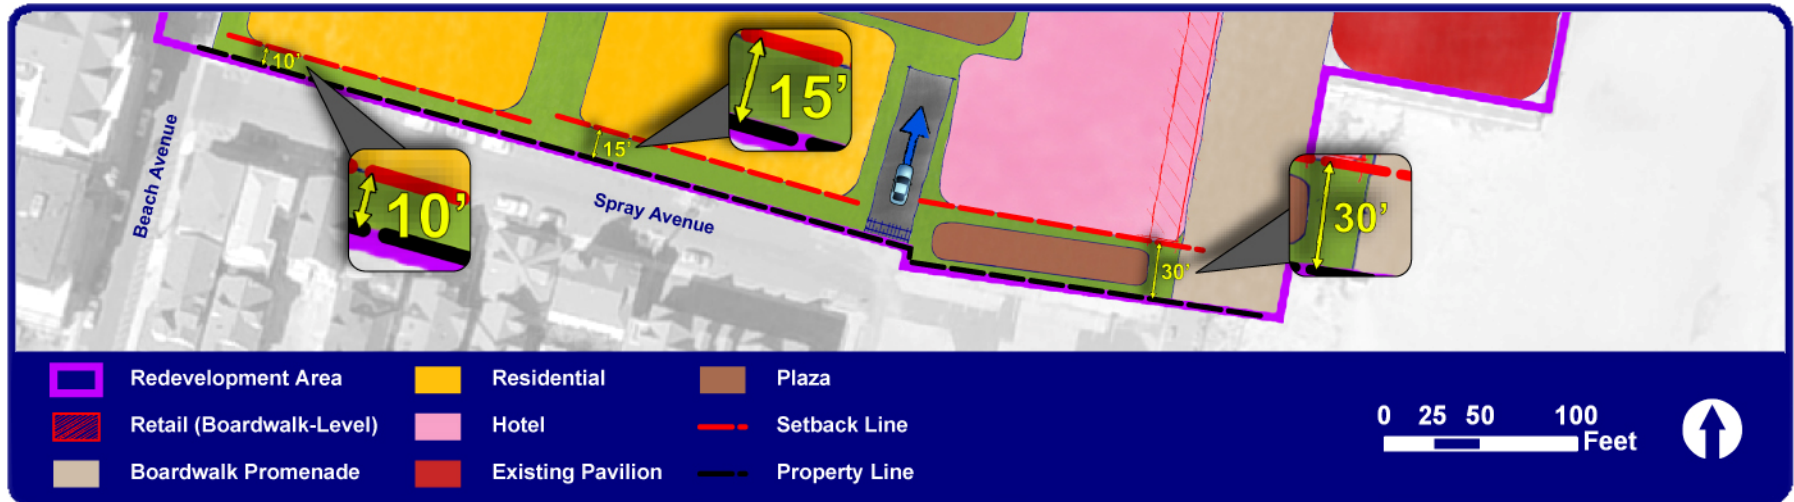 10'
15'
10'
15'
30'
30'
Beach Avenue
Spray Avenue
Redevelopment Area
Residential
Plaza
Retail (Boardwalk-Level)
Hotel
Setback Line
Boardwalk Promenade
Existing Pavilion
Property Line
0 25 50 100
Feet